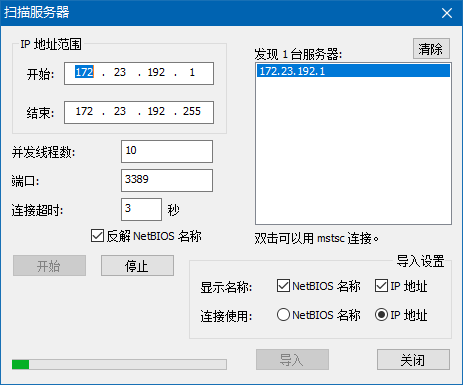 扫描服务器
IP 地址范围
开始: 172 . 23 . 192 . 1
结束: 172 . 23 . 192 . 255
并发线程数: 10
端口: 3389
连接超时: 3 秒
反解 NetBIOS 名称
开始 停止
发现 1 台服务器: 清除
172.23.192.1
双击可以用 mstsc 连接。
导入设置
显示名称: NetBIOS 名称 IP 地址
连接使用: NetBIOS 名称 IP 地址
导入 关闭